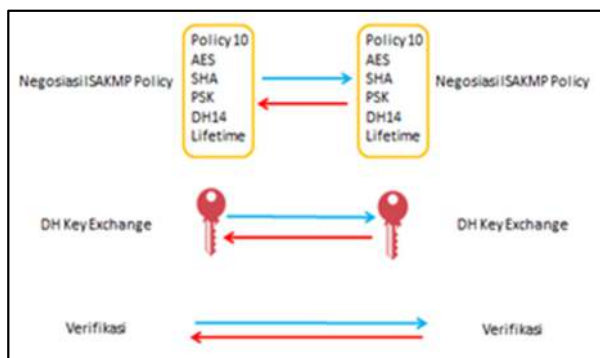 Policy 10
AES
SHA
PSK
DH14
Lifetime
Policy 10
AES
SHA
PSK
DH14
Lifetime
Negosiasi ISAKMP Policy
Negosiasi ISAKMP Policy
DH Key Exchange
DH Key Exchange
Verifikasi
Verifikasi